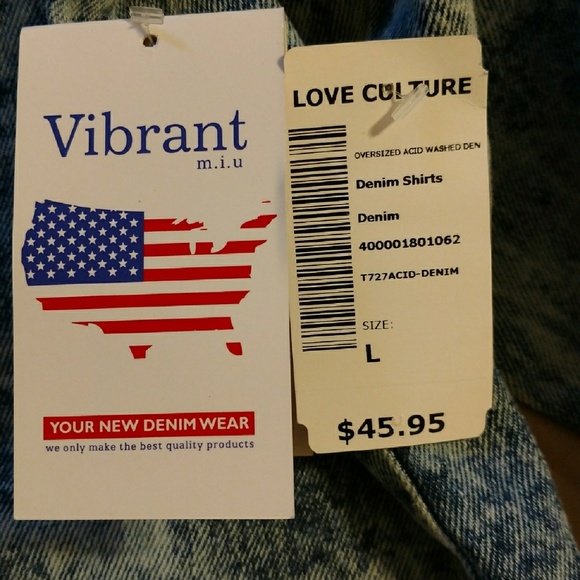 Vibrant
m.i.u
YOUR NEW DENIM WEAR
we only make the best quality products
LOVE CULTURE
OVERSIZED ACID WASHED DEN
Denim Shirts
Denim
400001801062
T727ACID-DENIM
SIZE:
L
$45.95